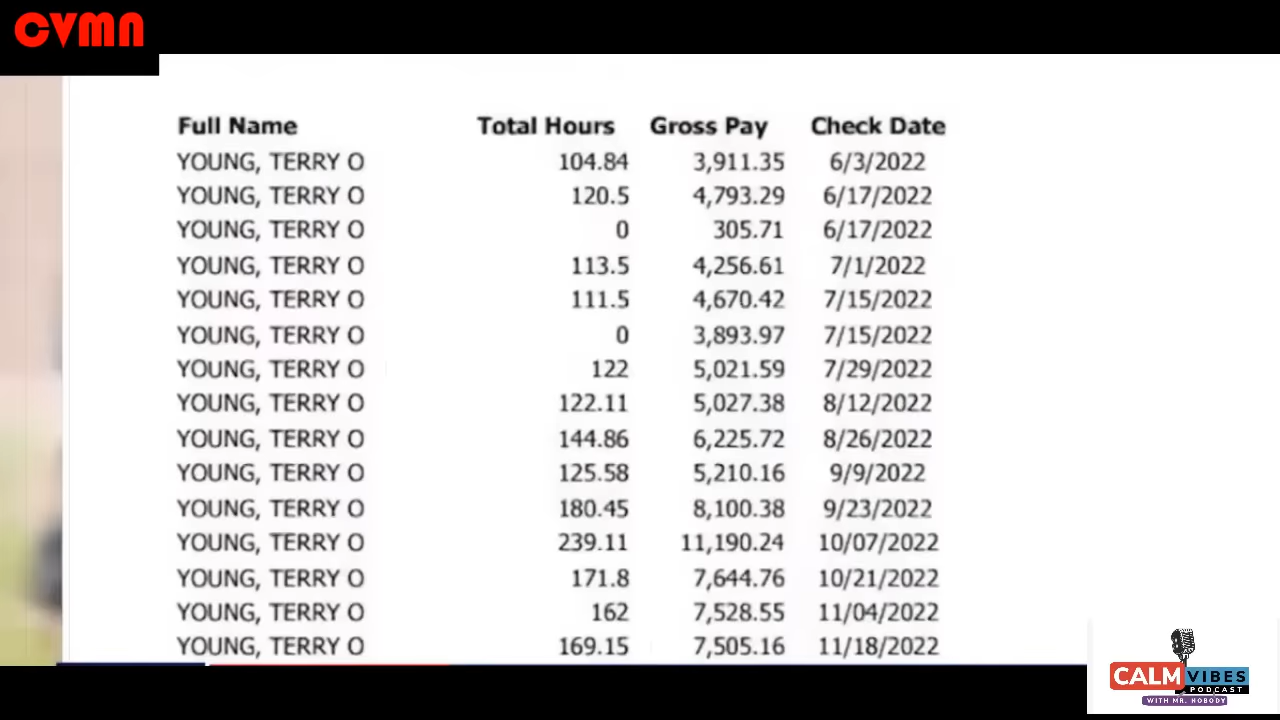 CVMN
Full Name Total Hours Gross Pay Check Date
YOUNG, TERRY O 104.84 3,911.35 6/3/2022
YOUNG, TERRY O 120.5 4,793.29 6/17/2022
YOUNG, TERRY O 0 305.71 6/17/2022
YOUNG, TERRY O 113.5 4,256.61 7/1/2022
YOUNG, TERRY O 111.5 4,670.42 7/15/2022
YOUNG, TERRY O 0 3,893.97 7/15/2022
YOUNG, TERRY O 122 5,021.59 7/29/2022
YOUNG, TERRY O 122.11 5,027.38 8/12/2022
YOUNG, TERRY O 144.86 6,225.72 8/26/2022
YOUNG, TERRY O 125.58 5,210.16 9/9/2022
YOUNG, TERRY O 180.45 8,100.38 9/23/2022
YOUNG, TERRY O 239.11 11,190.24 10/07/2022
YOUNG, TERRY O 171.8 7,644.76 10/21/2022
YOUNG, TERRY O 162 7,528.55 11/04/2022
YOUNG, TERRY O 169.15 7,505.16 11/18/2022
CALM VIBES
PODCAST
WITH MR. NOBODY